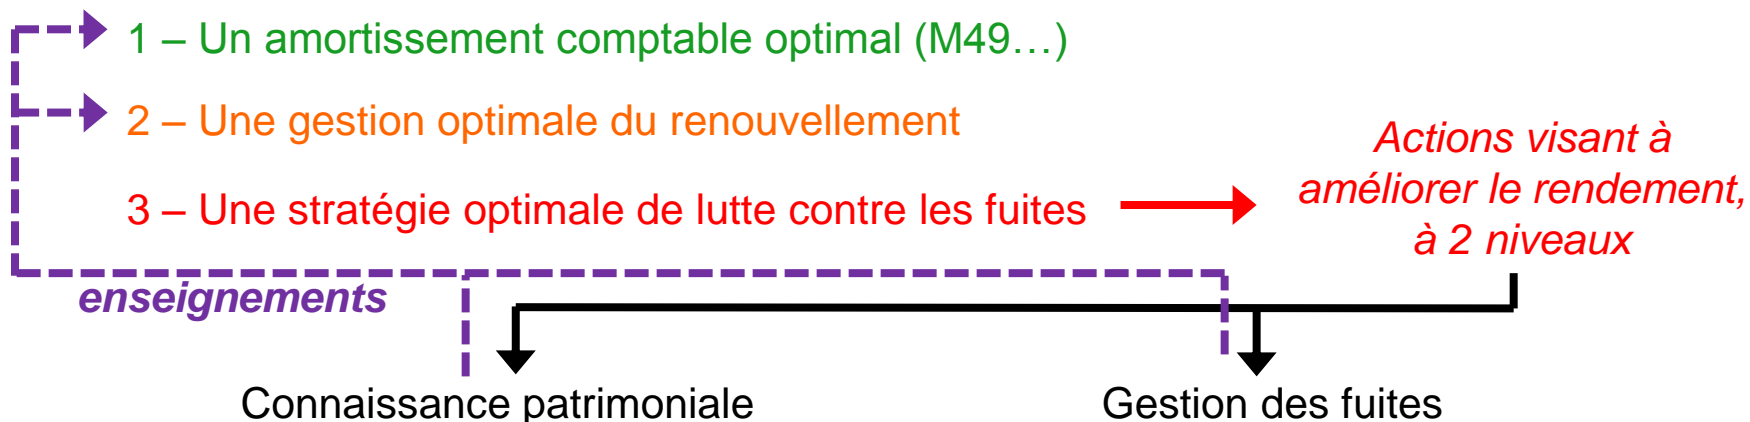 1 – Un amortissement comptable optimal (M49…)
2 – Une gestion optimale du renouvellement
3 – Une stratégie optimale de lutte contre les fuites
Actions visant à
améliorer le rendement,
à 2 niveaux
enseignements
Connaissance patrimoniale
Gestion des fuites